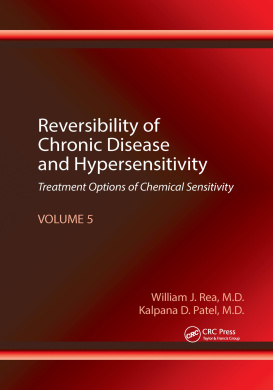 Reversibility of
Chronic Disease
and Hypersensitivity
Treatment Options of Chemical Sensitivity
VOLUME 5
William J. Rea, M.D.
Kalpana D. Patel, M.D.
CRC
CRC Press
Taylor & Francis Group